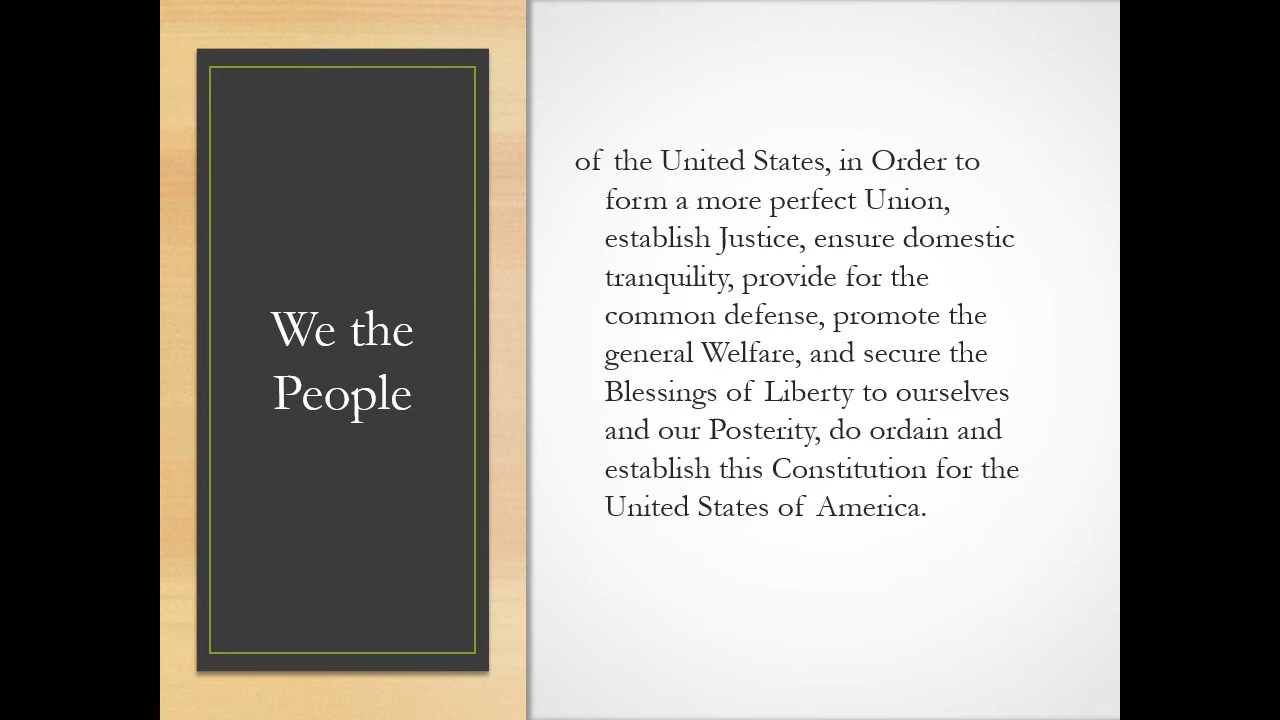 We the
People
of the United States, in Order to
form a more perfect Union,
establish Justice, ensure domestic
tranquility, provide for the
common defense, promote the
general Welfare, and secure the
Blessings of Liberty to ourselves
and our Posterity, do ordain and
establish this Constitution for the
United States of America.